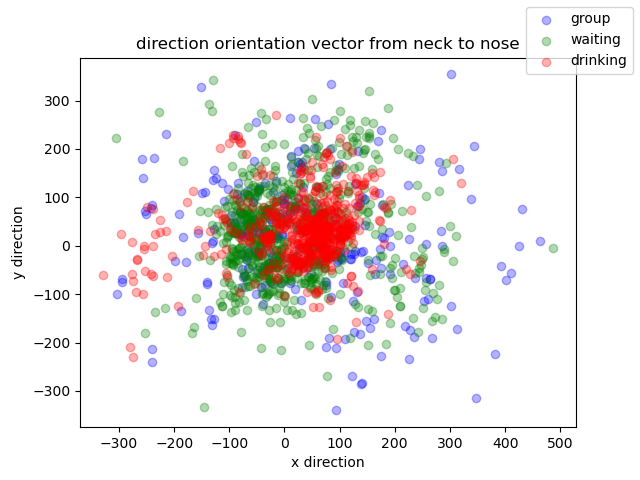 direction orientation vector from neck to nose
group
waiting
drinking
y direction
300
200
100
0
−100
−200
−300
−300
−200
−100
0
100
200
300
400
500
x direction